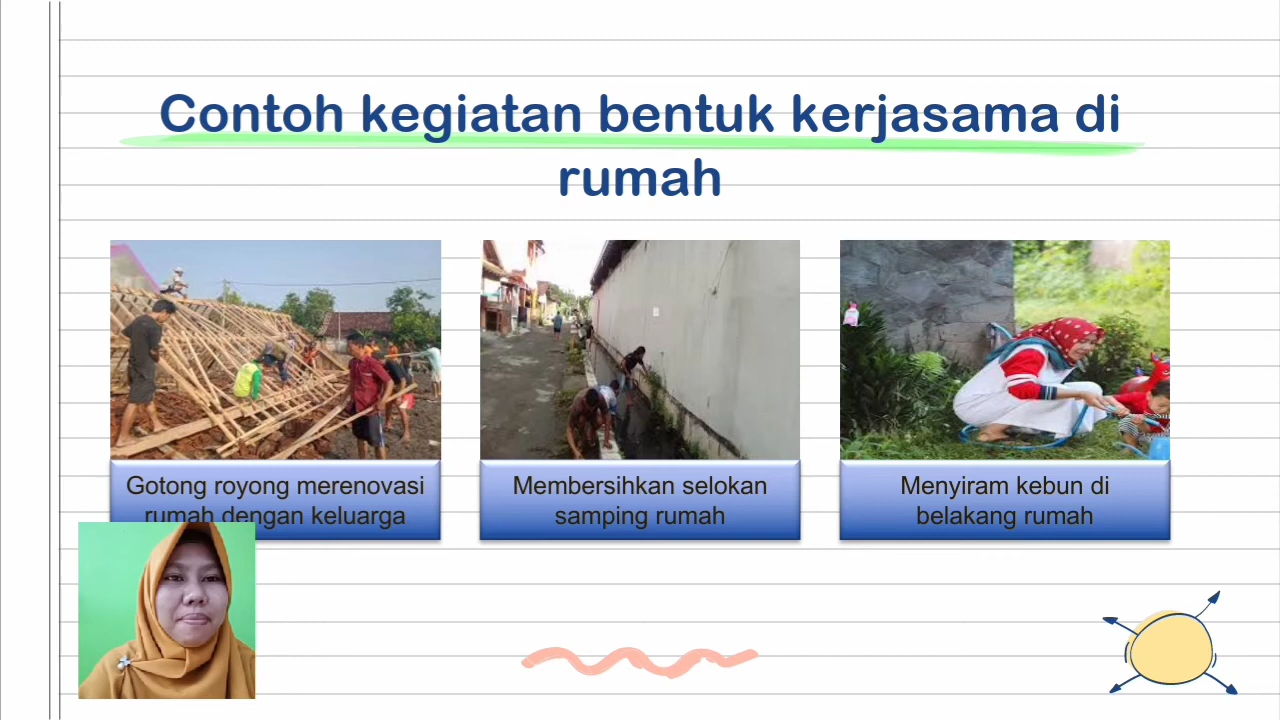 Contoh kegiatan bentuk kerjasama di
rumah
Gotong royong merenovasi
rumah dengan keluarga
Membersihkan selokan
samping rumah
Menyiram kebun di
belakang rumah